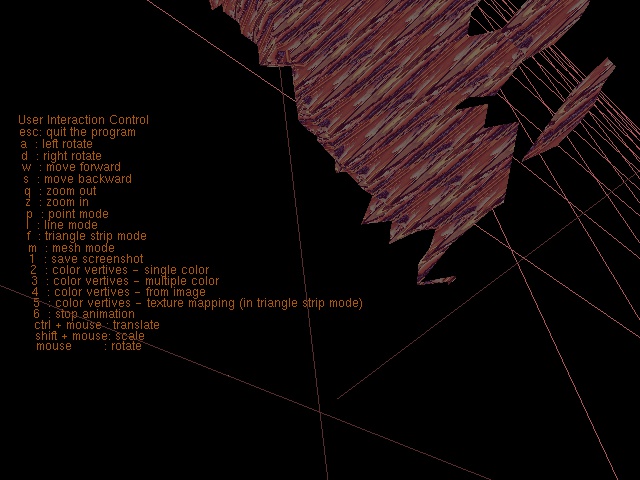 User Interaction Control
esc: quit the program
a : left rotate
d : right rotate
w : move forward
s : move backward
q : zoom out
z : zoom in
p : point mode
l : line mode
f : triangle strip mode
m : mesh mode
1 : save screenshot
2 : color vertives - single color
3 : color vertives - multiple color
4 : color vertives - from image
5 : color vertives - texture mapping (in triangle strip mode)
6 : stop animation
ctrl + mouse : translate
shift + mouse: scale
mouse : rotate